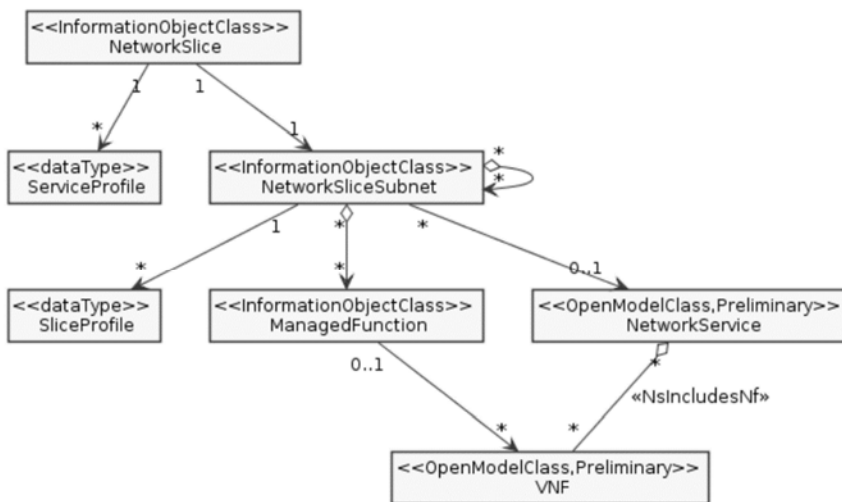 <<InformationObjectClass>>
NetworkSlice
1
1
*
1
<<dataType>>
ServiceProfile
<<InformationObjectClass>>
NetworkSliceSubnet
*
*
1
*
*
*
*
0..1
<<dataType>>
SliceProfile
<<InformationObjectClass>>
ManagedFunction
<<OpenModelClass,Preliminary>>
NetworkService
0..1
*
«NsIncludesNf»
*
*
<<OpenModelClass,Preliminary>>
VNF